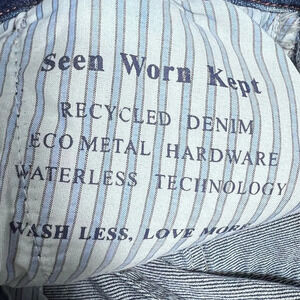 Seen Worn Kept
RECYCLED DENIM
ECO METAL HARDWARE
WATERLESS TECHNOLOGY
WASH LESS, LOVE MORE